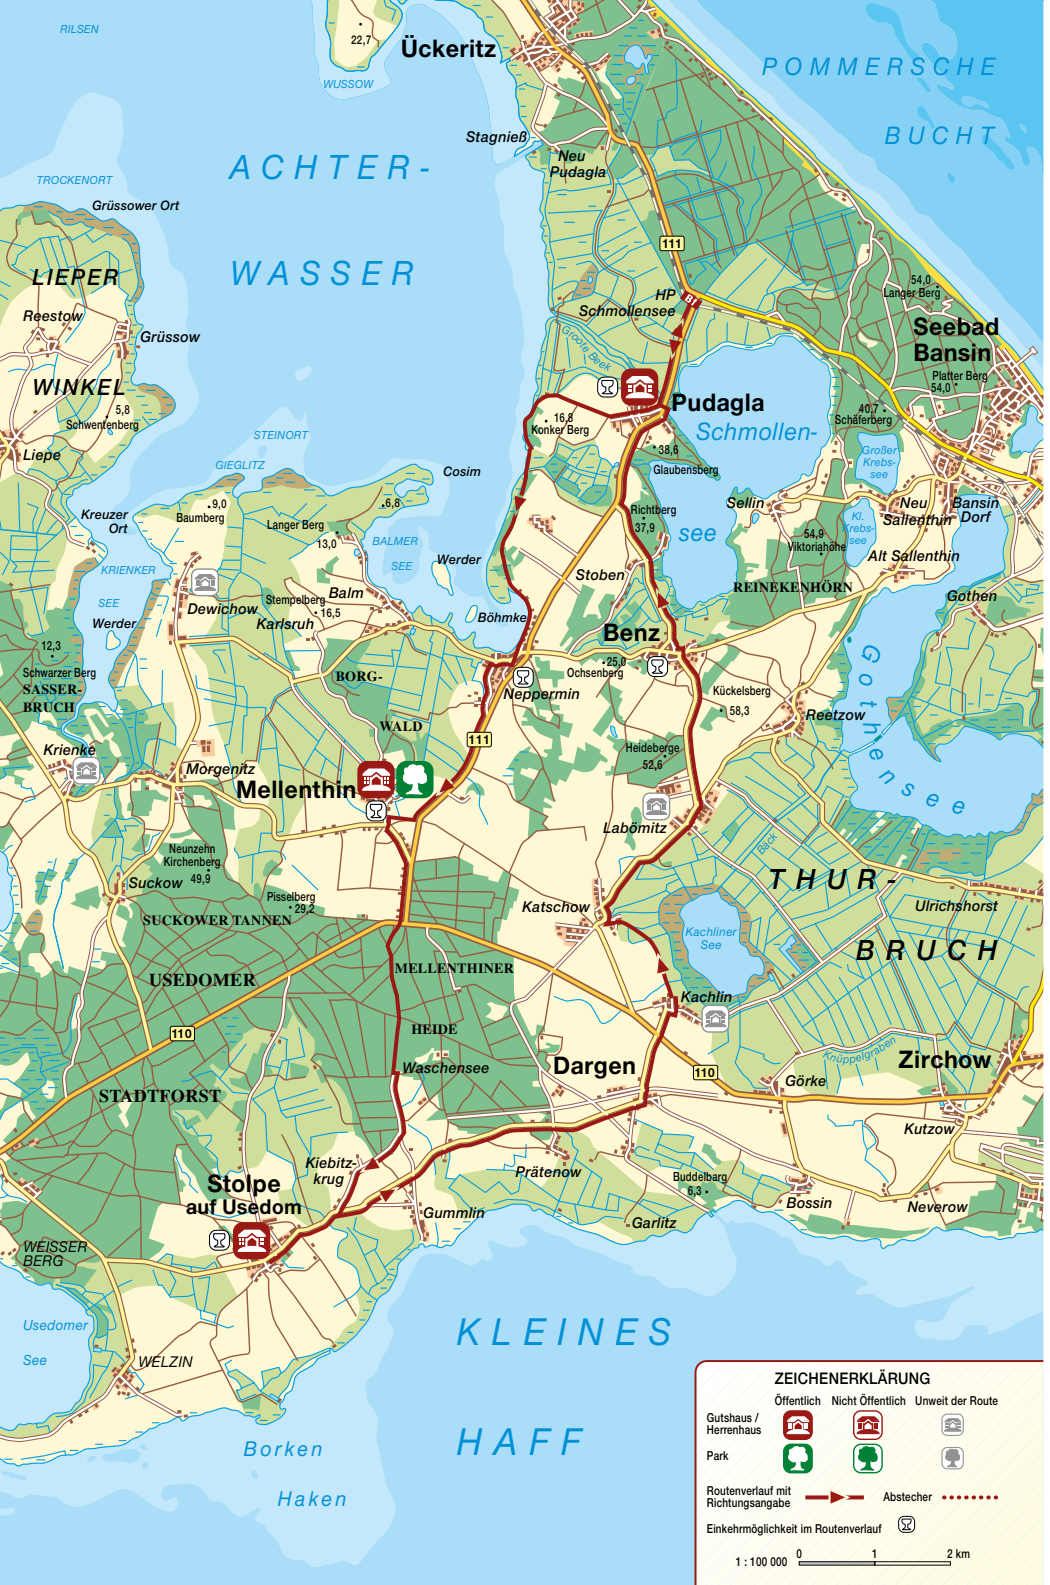 RILSEN
22,7
Ückeritz
WUSSOW
POMMERSCHE
BUCHT
Stagnieß
Neu
Pudagla
ACHTER-
WASSER
TROCKENORT
Grüssower Ort
LIEPER
WINKEL
Reestow
Grüssow
5,8
Schwentenberg
Liepe
111
HP
Schmollensee
Bf
Groote Beek
54,0
Langer Berg
Seebad
Bansin
Platter Berg
54,0
40,7
Schäferberg
Pudagla
Schmollen-
see
16,8
Konker Berg
38,6
Glaubensberg
Großer
Krebs-
see
STEINORT
GIEGLITZ
Cosim
9,0
Baumberg
6,8
Langer Berg
13,0
Kreuzer
Ort
BALMER
SEE
Werder
KRIENKER
SEE
Werder
Richtberg
37,9
Sellin
Neu
Sallenthin
Bansin
Dorf
Kl.
Krebs-
see
54,9
Viktoriahöhe
Alt Sallenthin
REINEKENHÖRN
Gothen
Stoben
Dewichow
Stempelberg
16,5
Balm
Karlsruh
Böhmke
Benz
25,0
Ochsenberg
12,3
Schwarzer Berg
SASSER-
BRUCH
BORG-
WALD
Neppermin
Kückelsberg
58,3
Reetzow
Gothensee
111
Heideberge
52,6
Krienke
Morgenitz
Mellenthin
Labömitz
Back
Neunzehn
Kirchenberg
49,9
Suckow
Pisselberg
29,2
SUCKOWER TANNEN
Katschow
THUR-
BRUCH
Ulrichshorst
Kachliner
See
USEDOMER
STADTFORST
MELLENTHINER
HEIDE
Kachlin
110
Waschensee
Dargen
110
Knüppelgraben
Zirchow
Görke
Kutzow
Kiebitz-
krug
Prätenow
Buddelbarg
6,3
Bossin
Neverow
Stolpe
auf Usedom
Gummlin
Garlitz
WEISSER
BERG
Usedomer
See
WELZIN
KLEINES
HAFF
Borken
Haken
ZEICHENERKLÄRUNG
Öffentlich Nicht Öffentlich Unweit der Route
Gutshaus /
Herrenhaus
Park
Routenverlauf mit
Richtungsangabe
Abstecher
Einkehrmöglichkeit im Routenverlauf
1 : 100 000 0 1 2 km